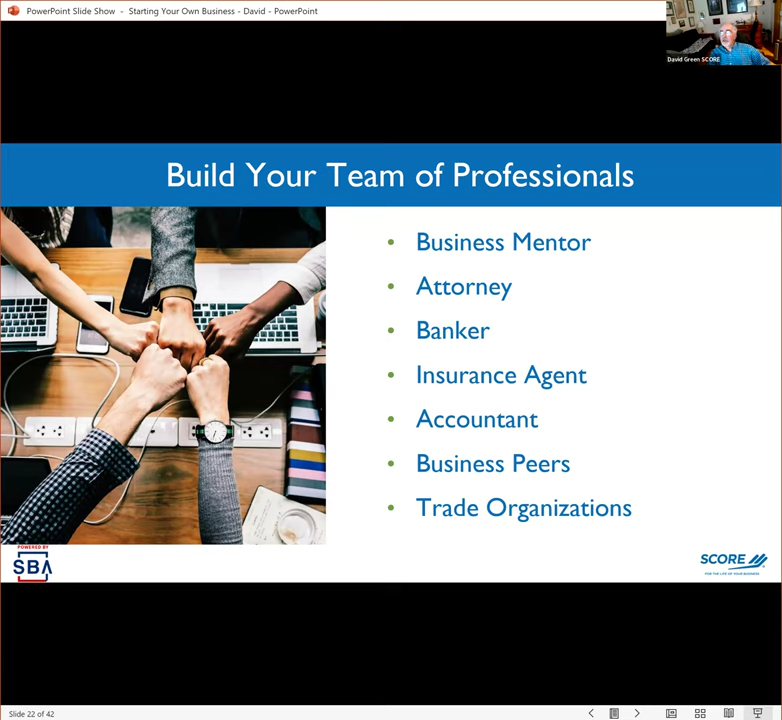 PowerPoint Slide Show - Starting Your Own Business - David - PowerPoint
David Green SCORE
Build Your Team of Professionals
• Business Mentor
• Attorney
• Banker
• Insurance Agent
• Accountant
• Business Peers
• Trade Organizations
POWERED BY
SBA
SCORE
FOR THE LIFE OF YOUR BUSINESS
Slide 22 of 42